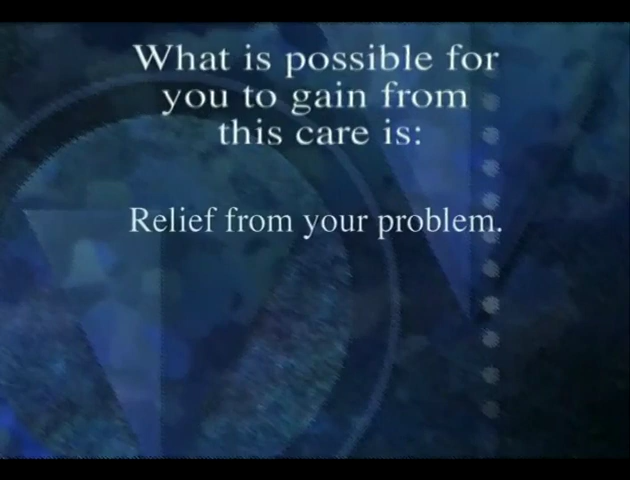 What is possible for
you to gain from
this care is:
Relief from your problem.